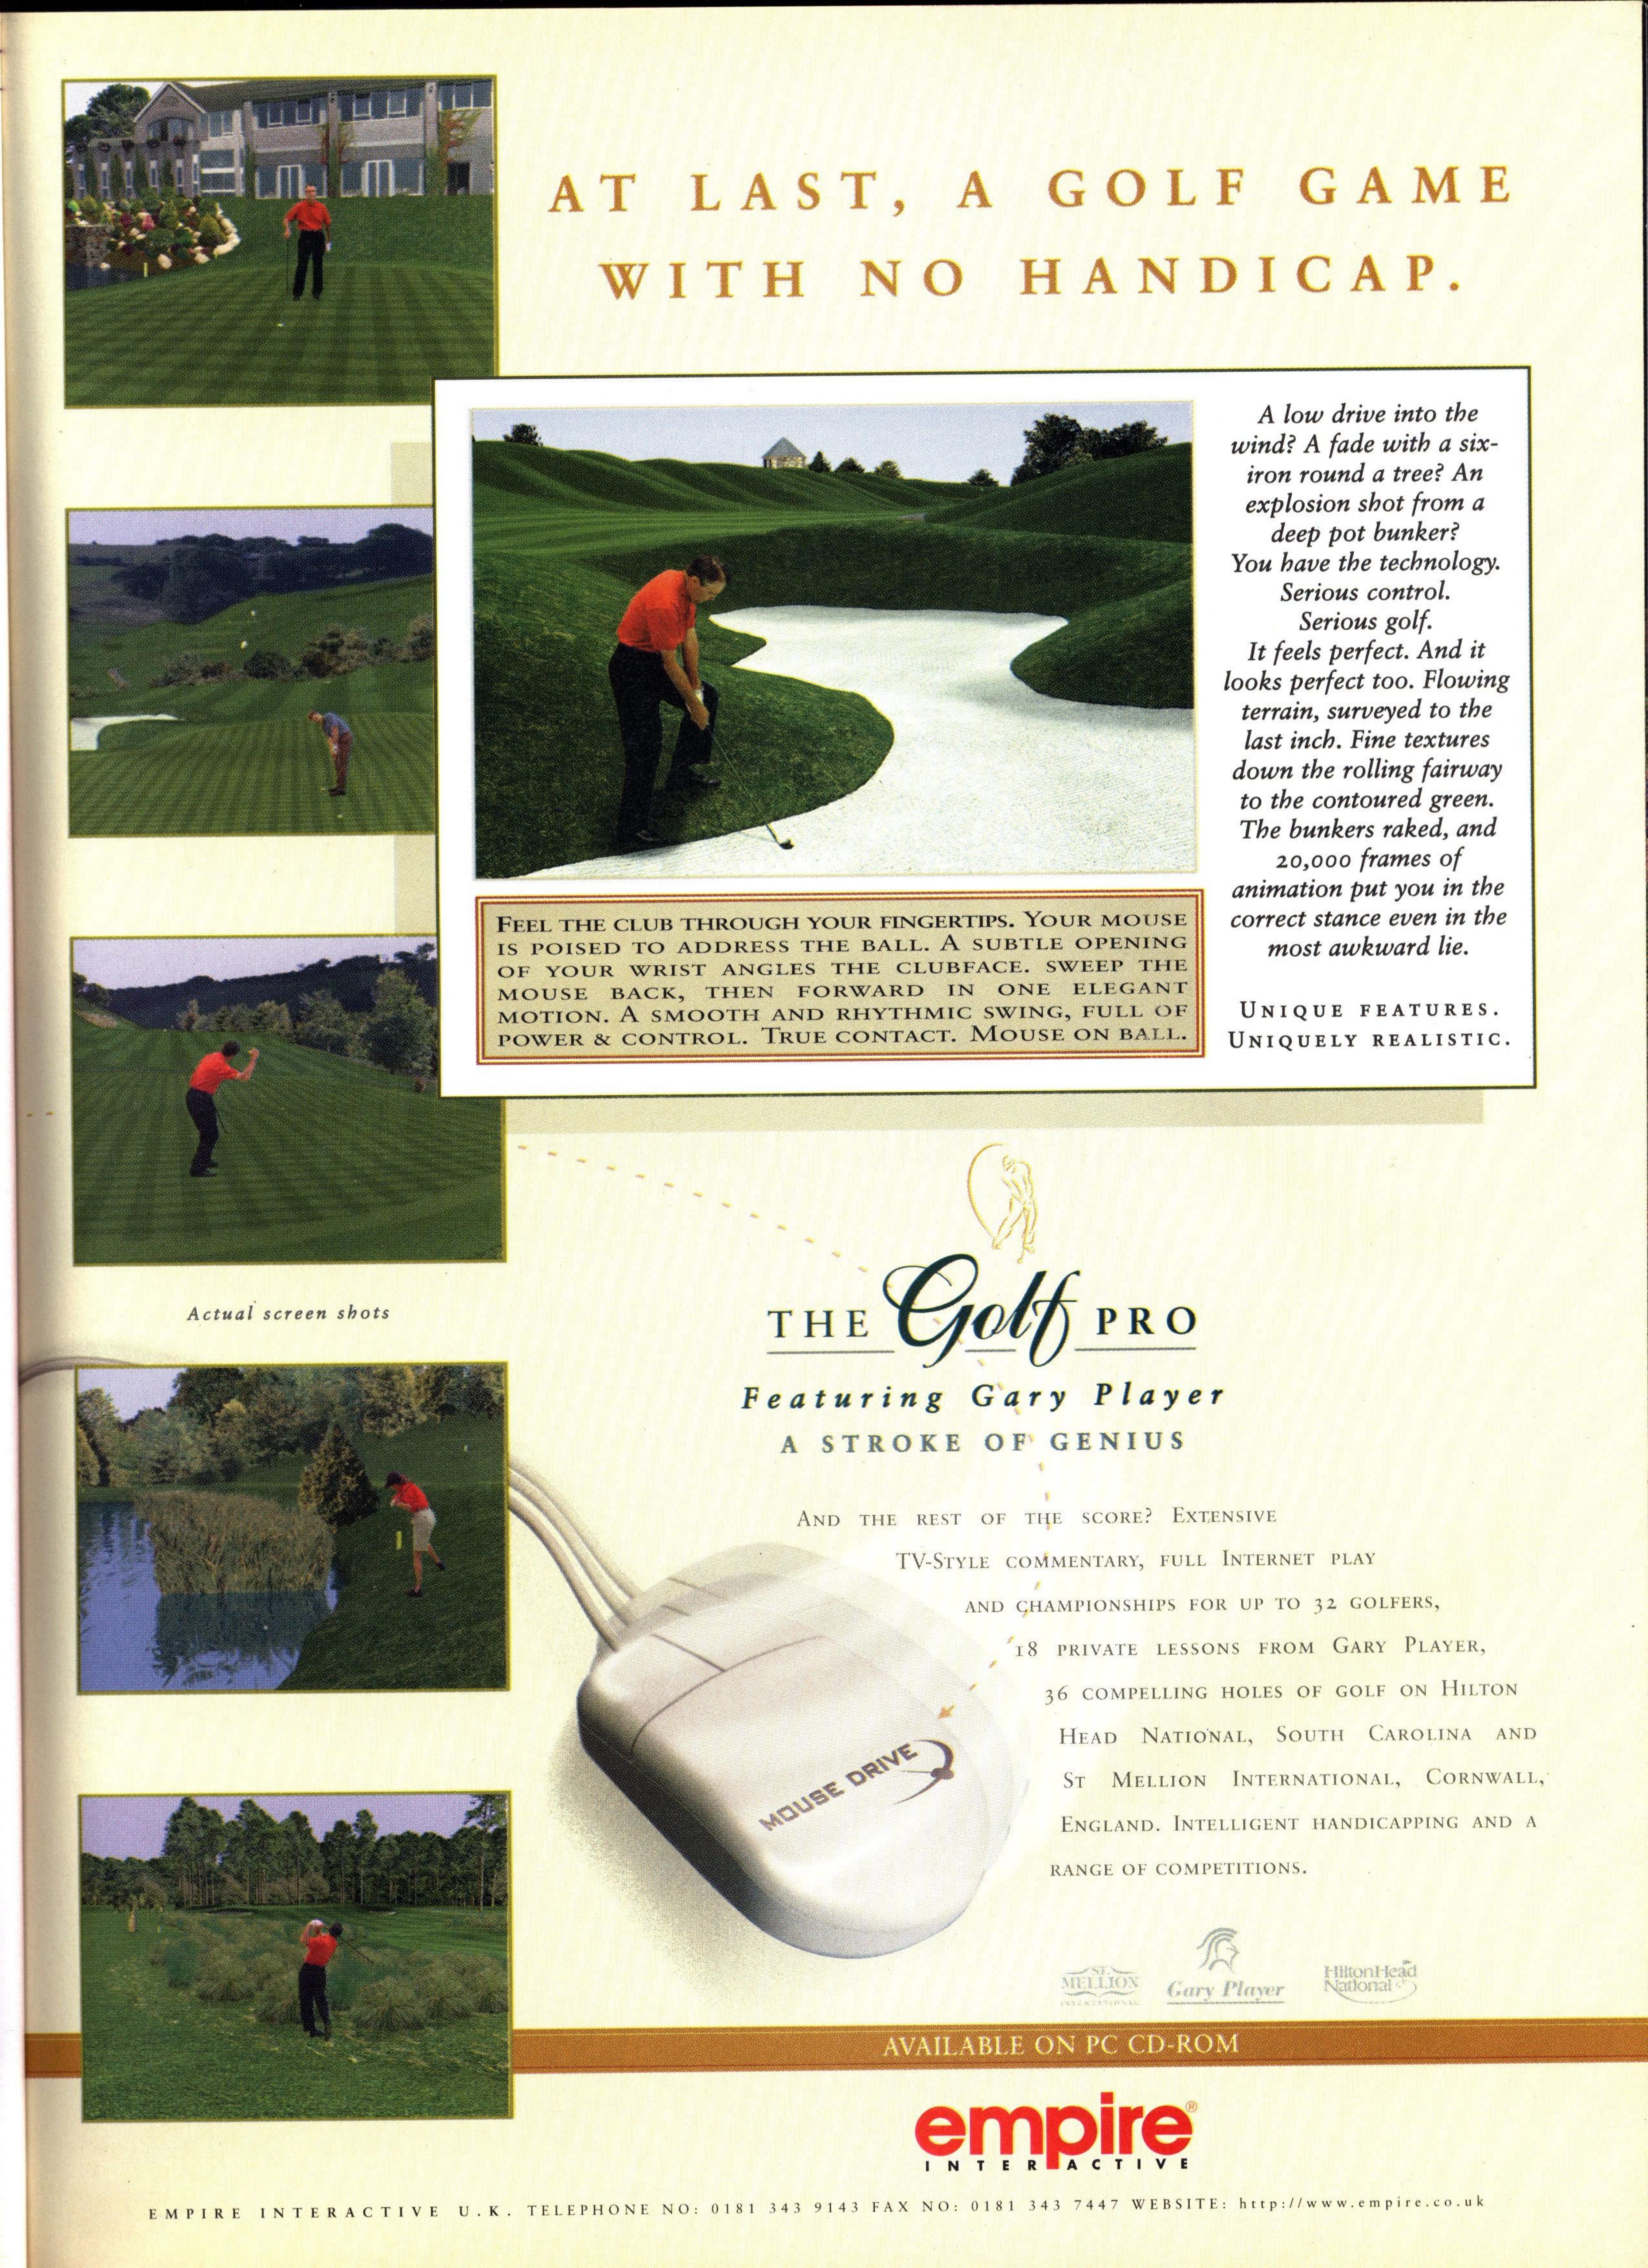 AT LAST, A GOLF GAME
WITH NO HANDICAP.
A low drive into the
wind? A fade with a six-
iron round a tree? An
explosion shot from a
deep pot bunker?
You have the technology.
Serious control.
Serious golf.
It feels perfect. And it
looks perfect too. Flowing
terrain, surveyed to the
last inch. Fine textures
down the rolling fairway
to the contoured green.
The bunkers raked, and
20,000 frames of
animation put you in the
correct stance even in the
most awkward lie.
UNIQUE FEATURES.
UNIQUELY REALISTIC.
FEEL THE CLUB THROUGH YOUR FINGERTIPS. YOUR MOUSE
IS POISED TO ADDRESS THE BALL. A SUBTLE OPENING
OF YOUR WRIST ANGLES THE CLUBFACE. SWEEP THE
MOUSE BACK, THEN FORWARD IN ONE ELEGANT
MOTION. A SMOOTH AND RHYTHMIC SWING, FULL OF
POWER & CONTROL. TRUE CONTACT. MOUSE ON BALL.
Actual screen shots
THE Golf PRO
Featuring Gary Player
A STROKE OF GENIUS
AND THE REST OF THE SCORE? EXTENSIVE
TV-STYLE COMMENTARY, FULL INTERNET PLAY
AND CHAMPIONSHIPS FOR UP TO 32 GOLFERS,
18 PRIVATE LESSONS FROM GARY PLAYER,
36 COMPELLING HOLES OF GOLF ON HILTON
HEAD NATIONAL, SOUTH CAROLINA AND
ST MELLION INTERNATIONAL, CORNWALL,
ENGLAND. INTELLIGENT HANDICAPPING AND A
RANGE OF COMPETITIONS.
MOUSE DRIVE
ST.
MELLION
INTERNATIONAL
Gary Player
Hilton Head
National
AVAILABLE ON PC CD-ROM
empire®
INTERACTIVE
EMPIRE INTERACTIVE U.K. TELEPHONE NO: 0181 343 9143 FAX NO: 0181 343 7447 WEBSITE: http://www.empire.co.uk